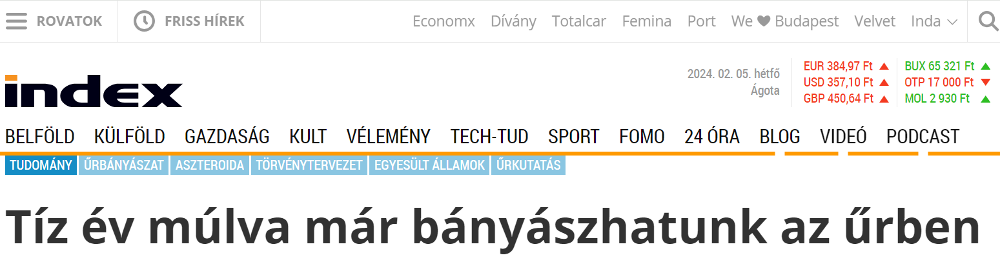 ROVATOK FRISS HÍREK Economx Dívány Totalcar Femina Port We Budapest Velvet Inda
index
2024. 02. 05. hétfő
Ágota
EUR 384,97 Ft
USD 357,10 Ft
GBP 450,64 Ft
BUX 65 321 Ft
OTP 17 000 Ft
MOL 2 930 Ft
BELFÖLD KÜLFÖLD GAZDASÁG KULT VÉLEMÉNY TECH-TUD SPORT FOMO 24 ÓRA BLOG VIDEÓ PODCAST
TUDOMÁNY ŰRBÁNYÁSZAT ASZTEROIDA TÖRVÉNYTERVEZET EGYESÜLT ÁLLAMOK ŰRKUTATÁS
Tíz év múlva már bányászhatunk az űrben